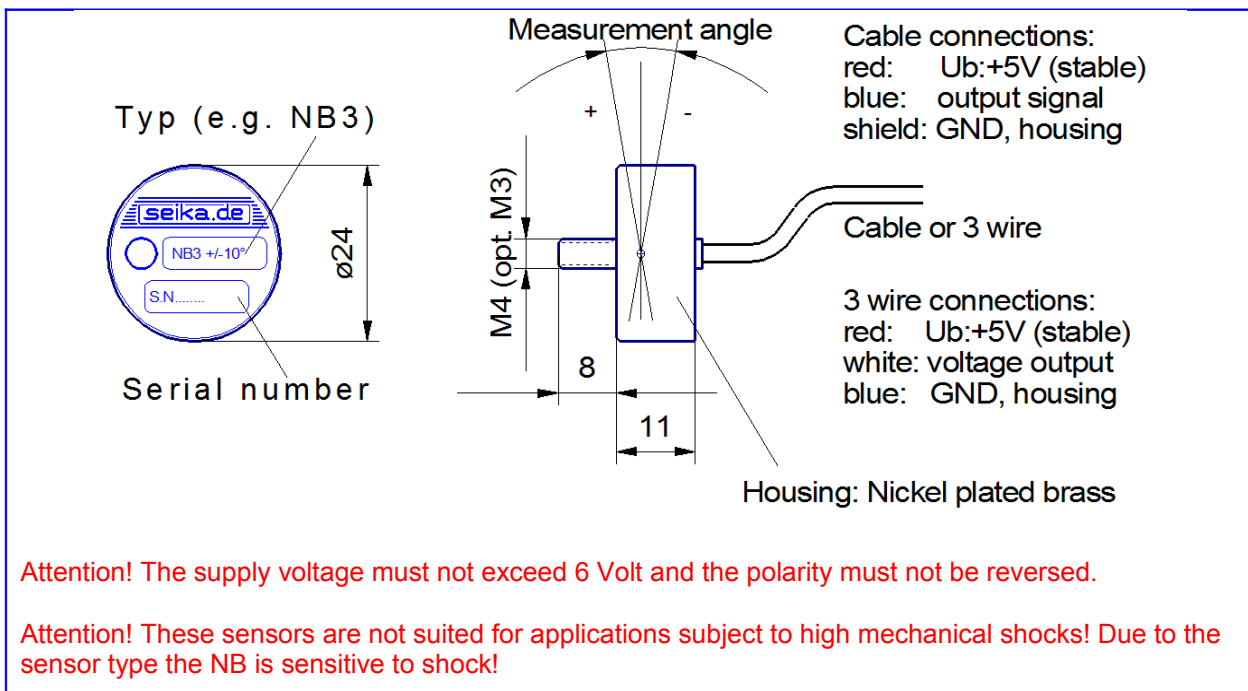 Measurement angle
+
-
Typ (e.g. NB3)
seika.de
NB3 +/-10°
S.N........
Serial number
ø24
M4 (opt. M3)
8
11
Cable connections:
red: Ub:+5V (stable)
blue: output signal
shield: GND, housing
Cable or 3 wire
3 wire connections:
red: Ub:+5V (stable)
white: voltage output
blue: GND, housing
Housing: Nickel plated brass
Attention! The supply voltage must not exceed 6 Volt and the polarity must not be reversed.
Attention! These sensors are not suited for applications subject to high mechanical shocks! Due to the
sensor type the NB is sensitive to shock!